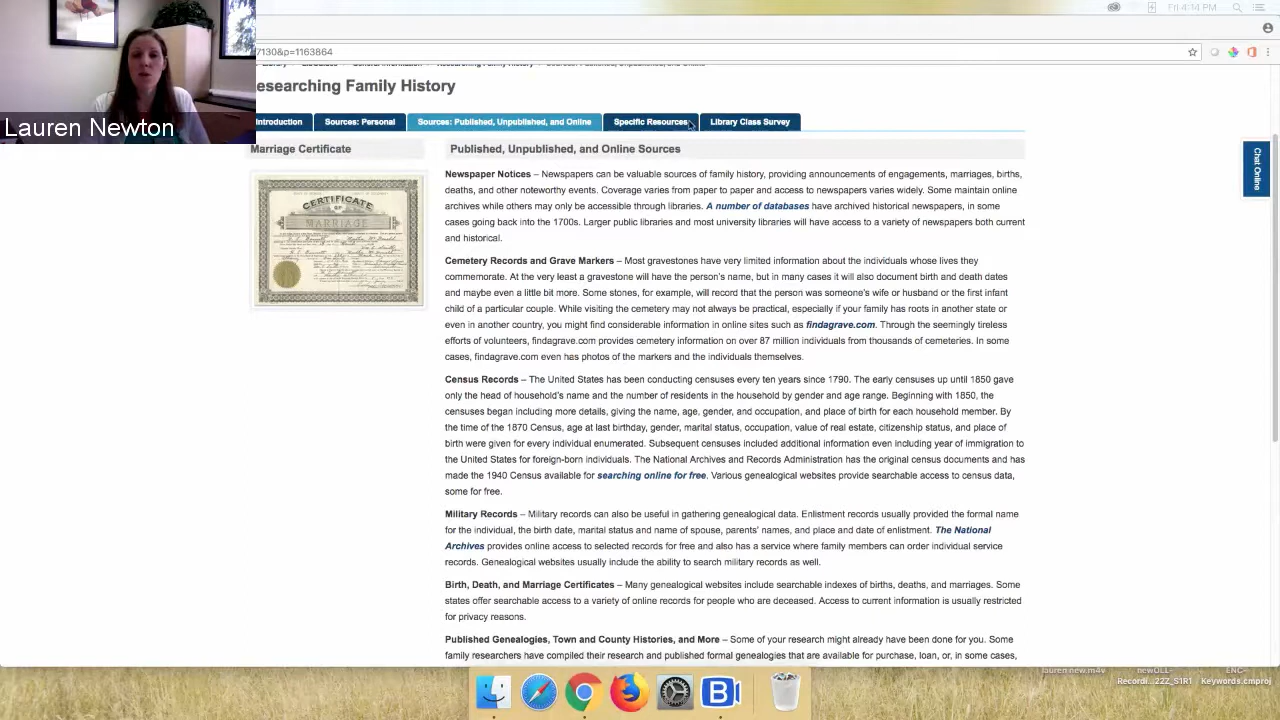 Fri 4:14 PM
7130&p=1163864
esearching Family History
Introduction
Sources: Personal
Sources: Published, Unpublished, and Online
Specific Resources
Library Class Survey
Lauren Newton
Marriage Certificate
Published, Unpublished, and Online Sources
Chat Online
CERTIFICATE
OF
MARRIAGE
Newspaper Notices – Newspapers can be valuable sources of family history, providing announcements of engagements, marriages, births,
deaths, and other noteworthy events. Coverage varies from paper to paper and access to newspapers varies widely. Some maintain online
archives while others may only be accessible through libraries. A number of databases have archived historical newspapers, in some
cases going back into the 1700s. Larger public libraries and most university libraries will have access to a variety of newspapers both current
and historical.
Cemetery Records and Grave Markers – Most gravestones have very limited information about the individuals whose lives they
commemorate. At the very least a gravestone will have the person's name, but in many cases it will also document birth and death dates
and maybe even a little bit more. Some stones, for example, will record that the person was someone's wife or husband or the first infant
child of a particular couple. While visiting the cemetery may not always be practical, especially if your family has roots in another state or
even in another country, you might find considerable information in online sites such as findagrave.com. Through the seemingly tireless
efforts of volunteers, findagrave.com provides cemetery information on over 87 million individuals from thousands of cemeteries. In some
cases, findagrave.com even has photos of the markers and the individuals themselves.
Census Records – The United States has been conducting censuses every ten years since 1790. The early censuses up until 1850 gave
only the head of household's name and the number of residents in the household by gender and age range. Beginning with 1850, the
censuses began including more details, giving the name, age, gender, and occupation, and place of birth for each household member. By
the time of the 1870 Census, age at last birthday, gender, marital status, occupation, value of real estate, citizenship status, and place of
birth were given for every individual enumerated. Subsequent censuses included additional information even including year of immigration to
the United States for foreign-born individuals. The National Archives and Records Administration has the original census documents and has
made the 1940 Census available for searching online for free. Various genealogical websites provide searchable access to census data,
some for free.
Military Records – Military records can also be useful in gathering genealogical data. Enlistment records usually provided the formal name
for the individual, the birth date, marital status and name of spouse, parents' names, and place and date of enlistment. The National
Archives provides online access to selected records for free and also has a service where family members can order individual service
records. Genealogical websites usually include the ability to search military records as well.
Birth, Death, and Marriage Certificates – Many genealogical websites include searchable indexes of births, deaths, and marriages. Some
states offer searchable access to a variety of online records for people who are deceased. Access to current information is usually restricted
for privacy reasons.
Published Genealogies, Town and County Histories, and More – Some of your research might already have been done for you. Some
family researchers have compiled their research and published formal genealogies that are available for purchase, loan, or, in some cases,
lauren new.m4v
newOLL-
ENC-
Recordi...22Z_S1R1
Keywords.cmproj
B